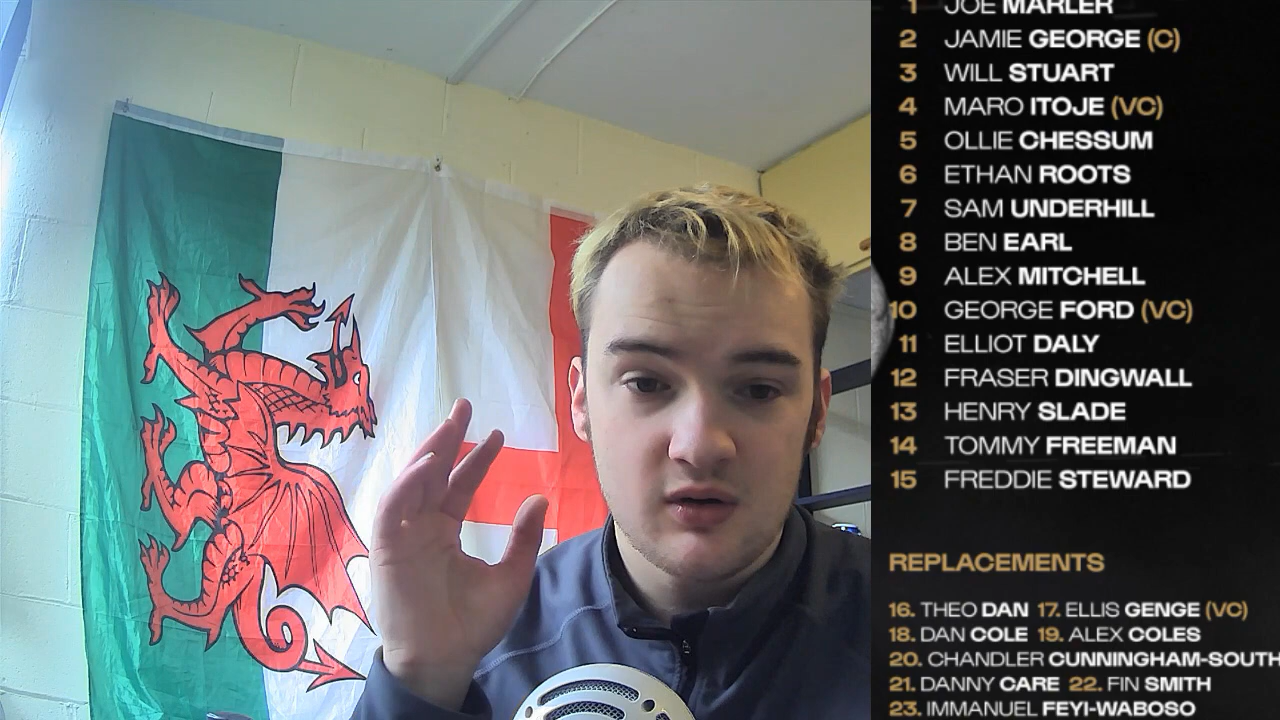 1 JOE MARLER
2 JAMIE GEORGE (C)
3 WILL STUART
4 MARO ITOJE (VC)
5 OLLIE CHESSUM
6 ETHAN ROOTS
7 SAM UNDERHILL
8 BEN EARL
9 ALEX MITCHELL
10 GEORGE FORD (VC)
11 ELLIOT DALY
12 FRASER DINGWALL
13 HENRY SLADE
14 TOMMY FREEMAN
15 FREDDIE STEWARD
REPLACEMENTS
16. THEO DAN 17. ELLIS GENGE (VC)
18. DAN COLE 19. ALEX COLES
20. CHANDLER CUNNINGHAM-SOUTH
21. DANNY CARE 22. FIN SMITH
23. IMMANUEL FEYI-WABOSO